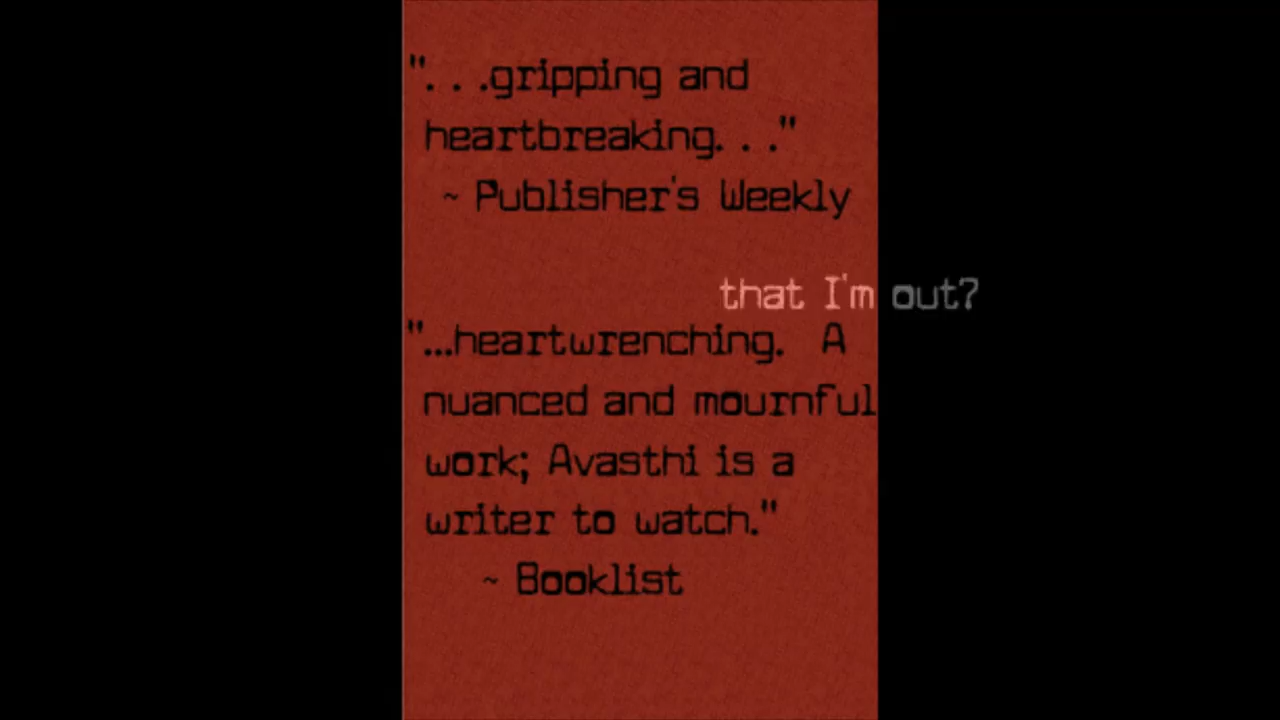 ". . .gripping and
heartbreaking. . ."
~ Publisher's Weekly
that I'm out?
"...heartwrenching. A
nuanced and mournful
work; Avasthi is a
writer to watch."
~ Booklist